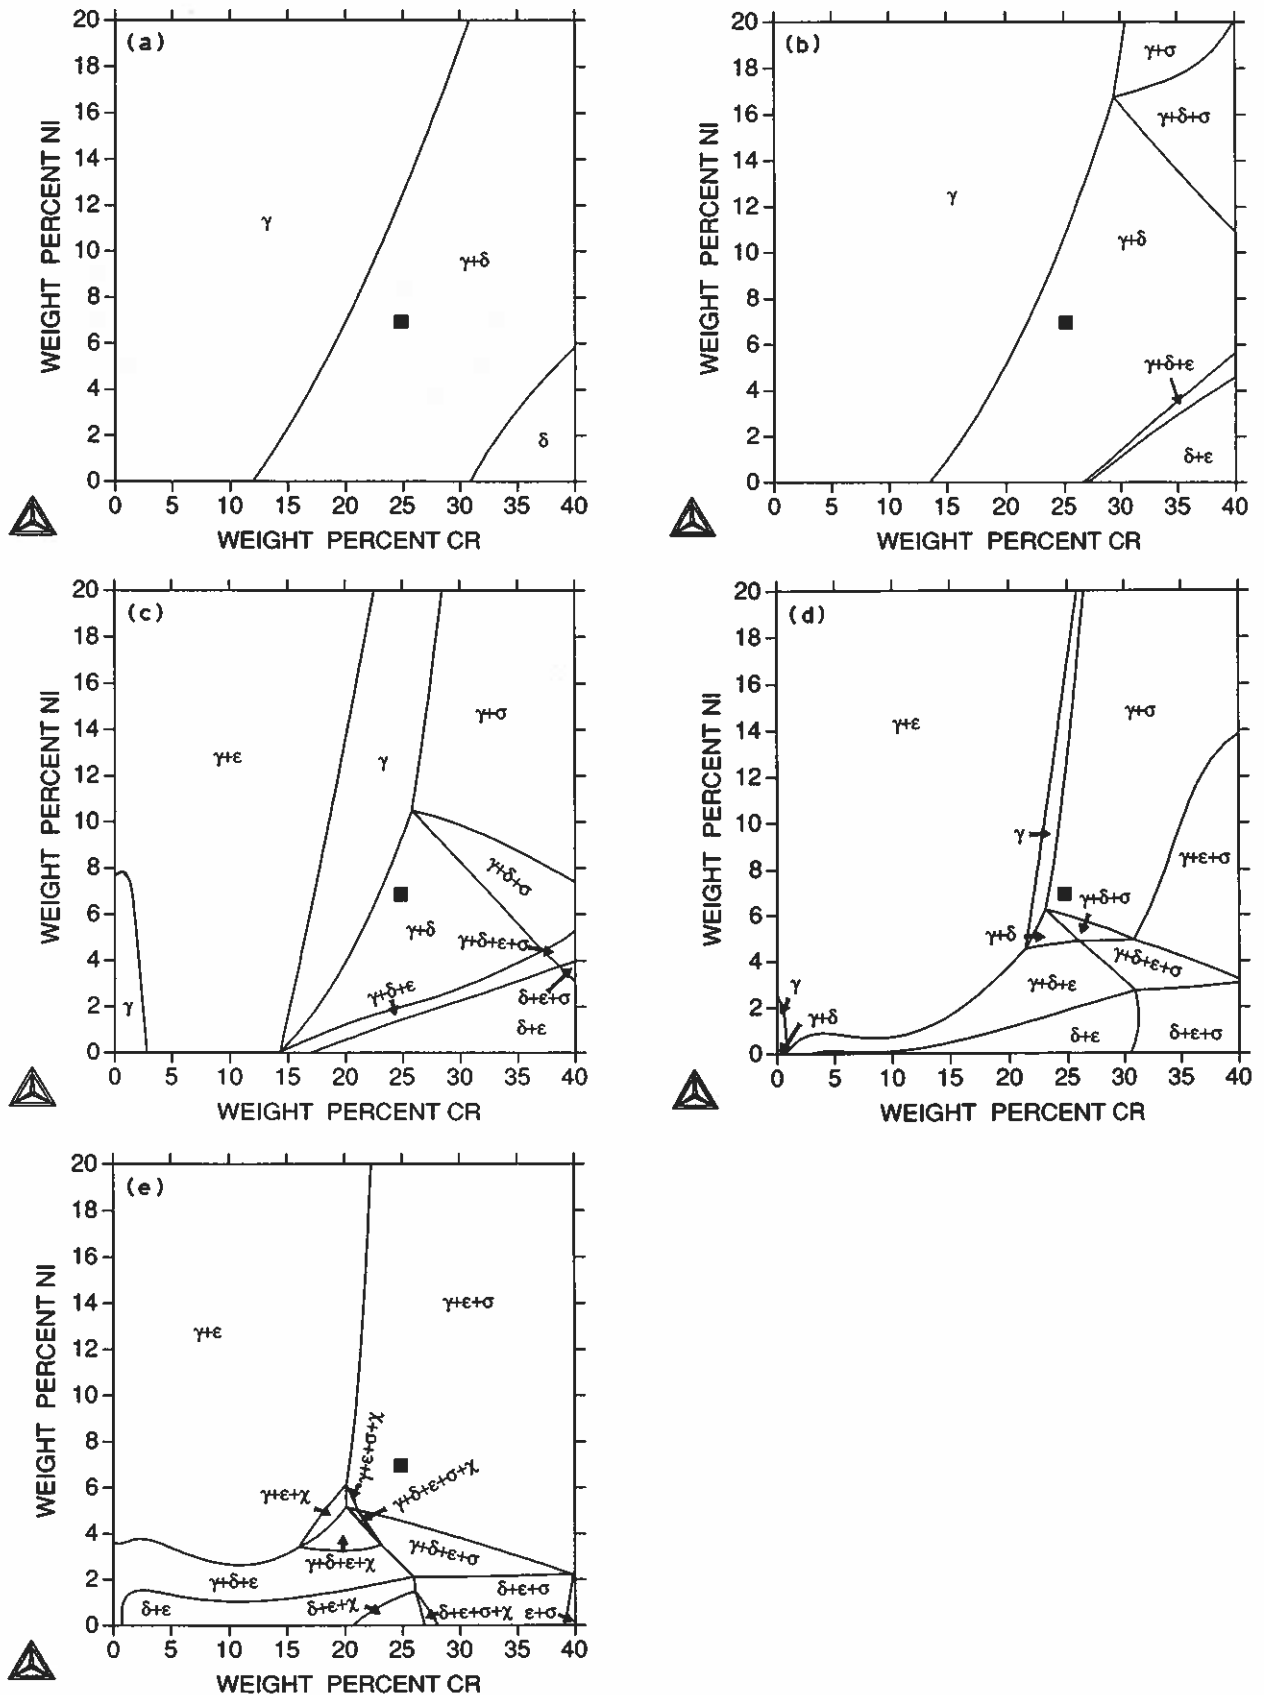 (a)
20
18
16
14
12
10
8
6
4
2
0
WEIGHT PERCENT NI
γ
γ+δ
δ
0 5 10 15 20 25 30 35 40
WEIGHT PERCENT CR
(b)
20
18
16
14
12
10
8
6
4
2
0
WEIGHT PERCENT NI
γ+σ
γ+δ+σ
γ
γ+δ
γ+δ+ε
δ+ε
0 5 10 15 20 25 30 35 40
WEIGHT PERCENT CR
(c)
20
18
16
14
12
10
8
6
4
2
0
WEIGHT PERCENT NI
γ+σ
γ+ε
γ
γ+δ+σ
γ+δ
γ+δ+ε+σ
γ+δ+ε
δ+ε+σ
γ
δ+ε
0 5 10 15 20 25 30 35 40
WEIGHT PERCENT CR
(d)
20
18
16
14
12
10
8
6
4
2
0
WEIGHT PERCENT NI
γ+σ
γ+ε
γ
γ+ε+σ
γ+δ+σ
γ+δ
γ+δ+ε+σ
γ+δ+ε
γ
γ+δ
δ+ε
δ+ε+σ
0 5 10 15 20 25 30 35 40
WEIGHT PERCENT CR
(e)
20
18
16
14
12
10
8
6
4
2
0
WEIGHT PERCENT NI
γ+ε+σ
γ+ε
γ+ε+σ+χ
γ+ε+χ
γ+δ+ε+σ+χ
γ+δ+ε+χ
γ+δ+ε+σ
γ+δ+ε
δ+ε+σ
δ+ε
δ+ε+χ
δ+ε+σ+χ
ε+σ
0 5 10 15 20 25 30 35 40
WEIGHT PERCENT CR